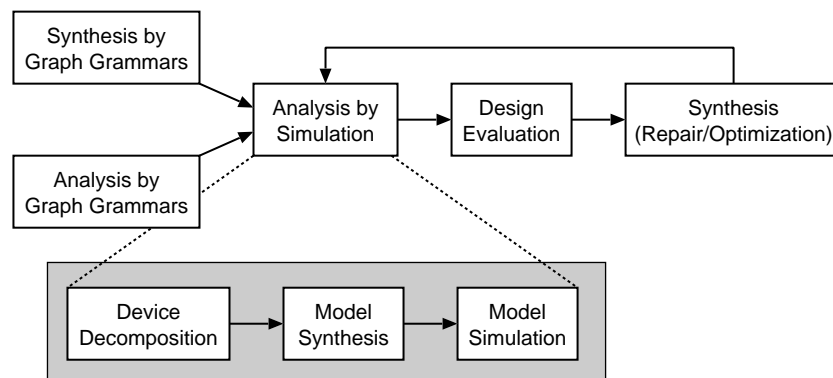 Synthesis by
Graph Grammars
Analysis by
Simulation
Design
Evaluation
Synthesis
(Repair/Optimization)
Analysis by
Graph Grammars
Device
Decomposition
Model
Synthesis
Model
Simulation